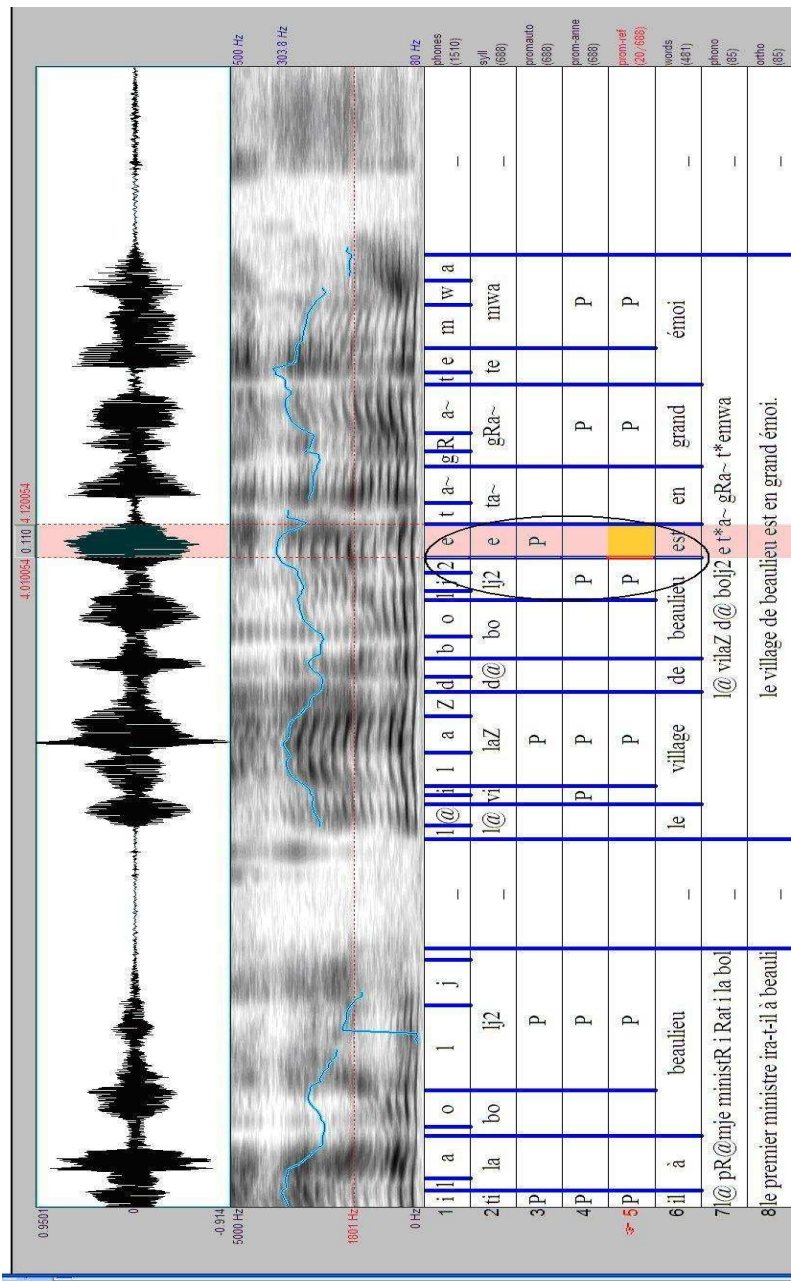 4.010054 0.110 4.120054
0.9501
0
-0.914
5000 Hz 500 Hz
303.8 Hz
1801 Hz
0 Hz 80 Hz
1 i l a o l j – l @ i l a Z d b o l j 2 e t a~ g R a~ t e m w a – phones (1510)
2 ti la bo lj2 – l@ vi laZ d@ bo lj2 e ta~ gRa~ te mwa – syll (688)
3 P P P P promauto (688)
4 P P P P P P P prom-anne (688)
☞ 5 P P P P P P prom-ref (20/688)
6 il à beaulieu – le village de beaulieu est en grand émoi – words (481)
7 l@ pR@mje ministR i Rat i la bol – l@ vilaZ d@ bolj2 e t*a~ gRa~ t*emwa – phono (85)
8 le premier ministre ira-t-il à beauli – le village de beaulieu est en grand émoi. – ortho (85)